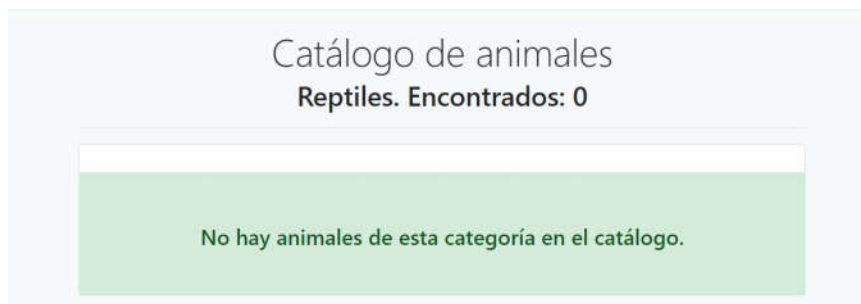 Catálogo de animales
Reptiles. Encontrados: 0
No hay animales de esta categoría en el catálogo.